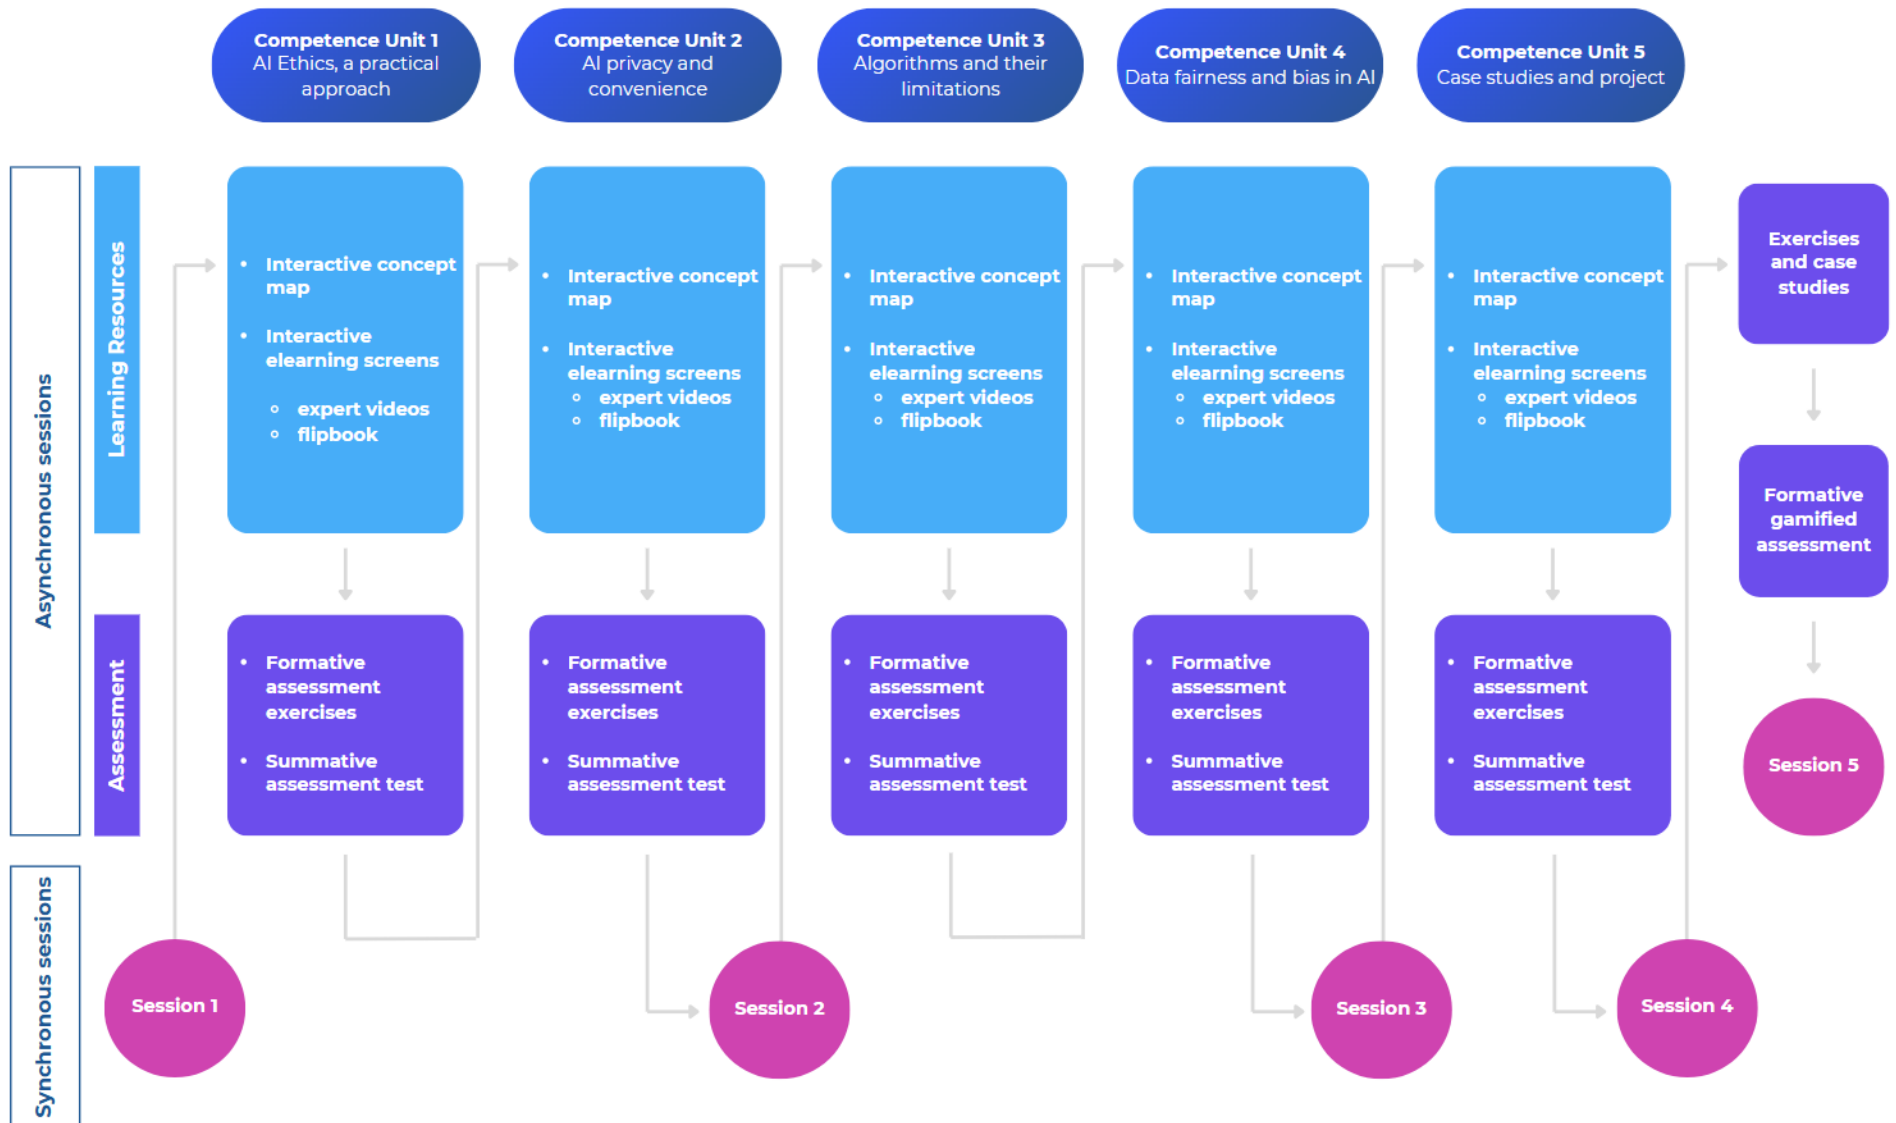 Competence Unit 1
AI Ethics, a practical
approach
Competence Unit 2
AI privacy and
convenience
Competence Unit 3
Algorithms and their
limitations
Competence Unit 4
Data fairness and bias in AI
Competence Unit 5
Case studies and project
Asynchronous sessions
Learning Resources
• Interactive concept
map
• Interactive
elearning screens
◦ expert videos
◦ flipbook
• Interactive concept
map
• Interactive
elearning screens
◦ expert videos
◦ flipbook
• Interactive concept
map
• Interactive
elearning screens
◦ expert videos
◦ flipbook
• Interactive concept
map
• Interactive
elearning screens
◦ expert videos
◦ flipbook
• Interactive concept
map
• Interactive
elearning screens
◦ expert videos
◦ flipbook
Exercises
and case
studies
Formative
gamified
assessment
Assessment
• Formative
assessment
exercises
• Summative
assessment test
• Formative
assessment
exercises
• Summative
assessment test
• Formative
assessment
exercises
• Summative
assessment test
• Formative
assessment
exercises
• Summative
assessment test
• Formative
assessment
exercises
• Summative
assessment test
Session 5
Synchronous sessions
Session 1
Session 2
Session 3
Session 4